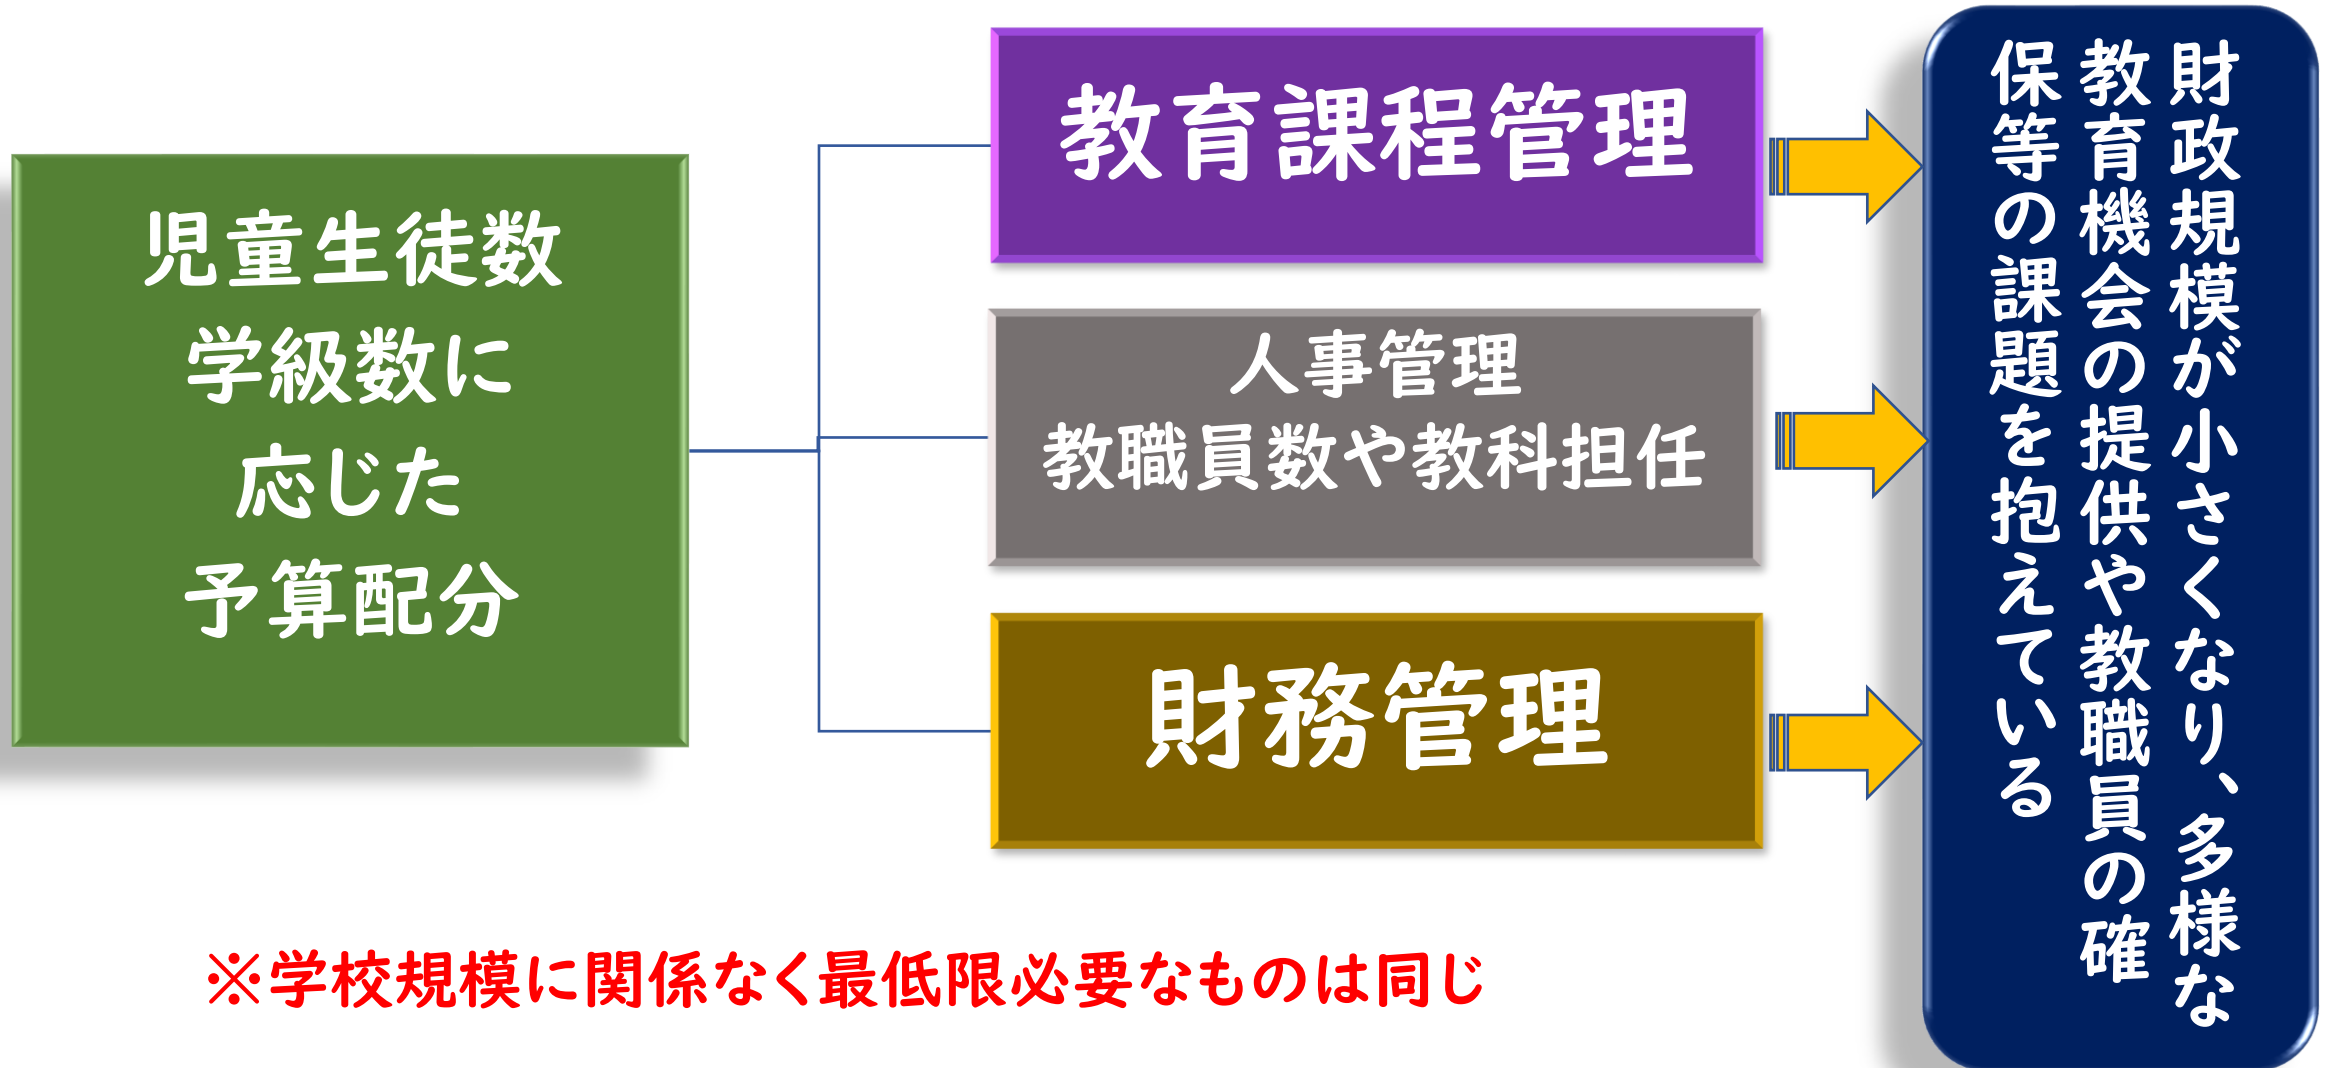 児童生徒数
学級数に
応じた
予算配分
教育課程管理
人事管理
教職員数や教科担任
財務管理
財政規模が小さくなり、多様な
教育機会の提供や教職員の確
保等の課題を抱えている
※学校規模に関係なく最低限必要なものは同じ